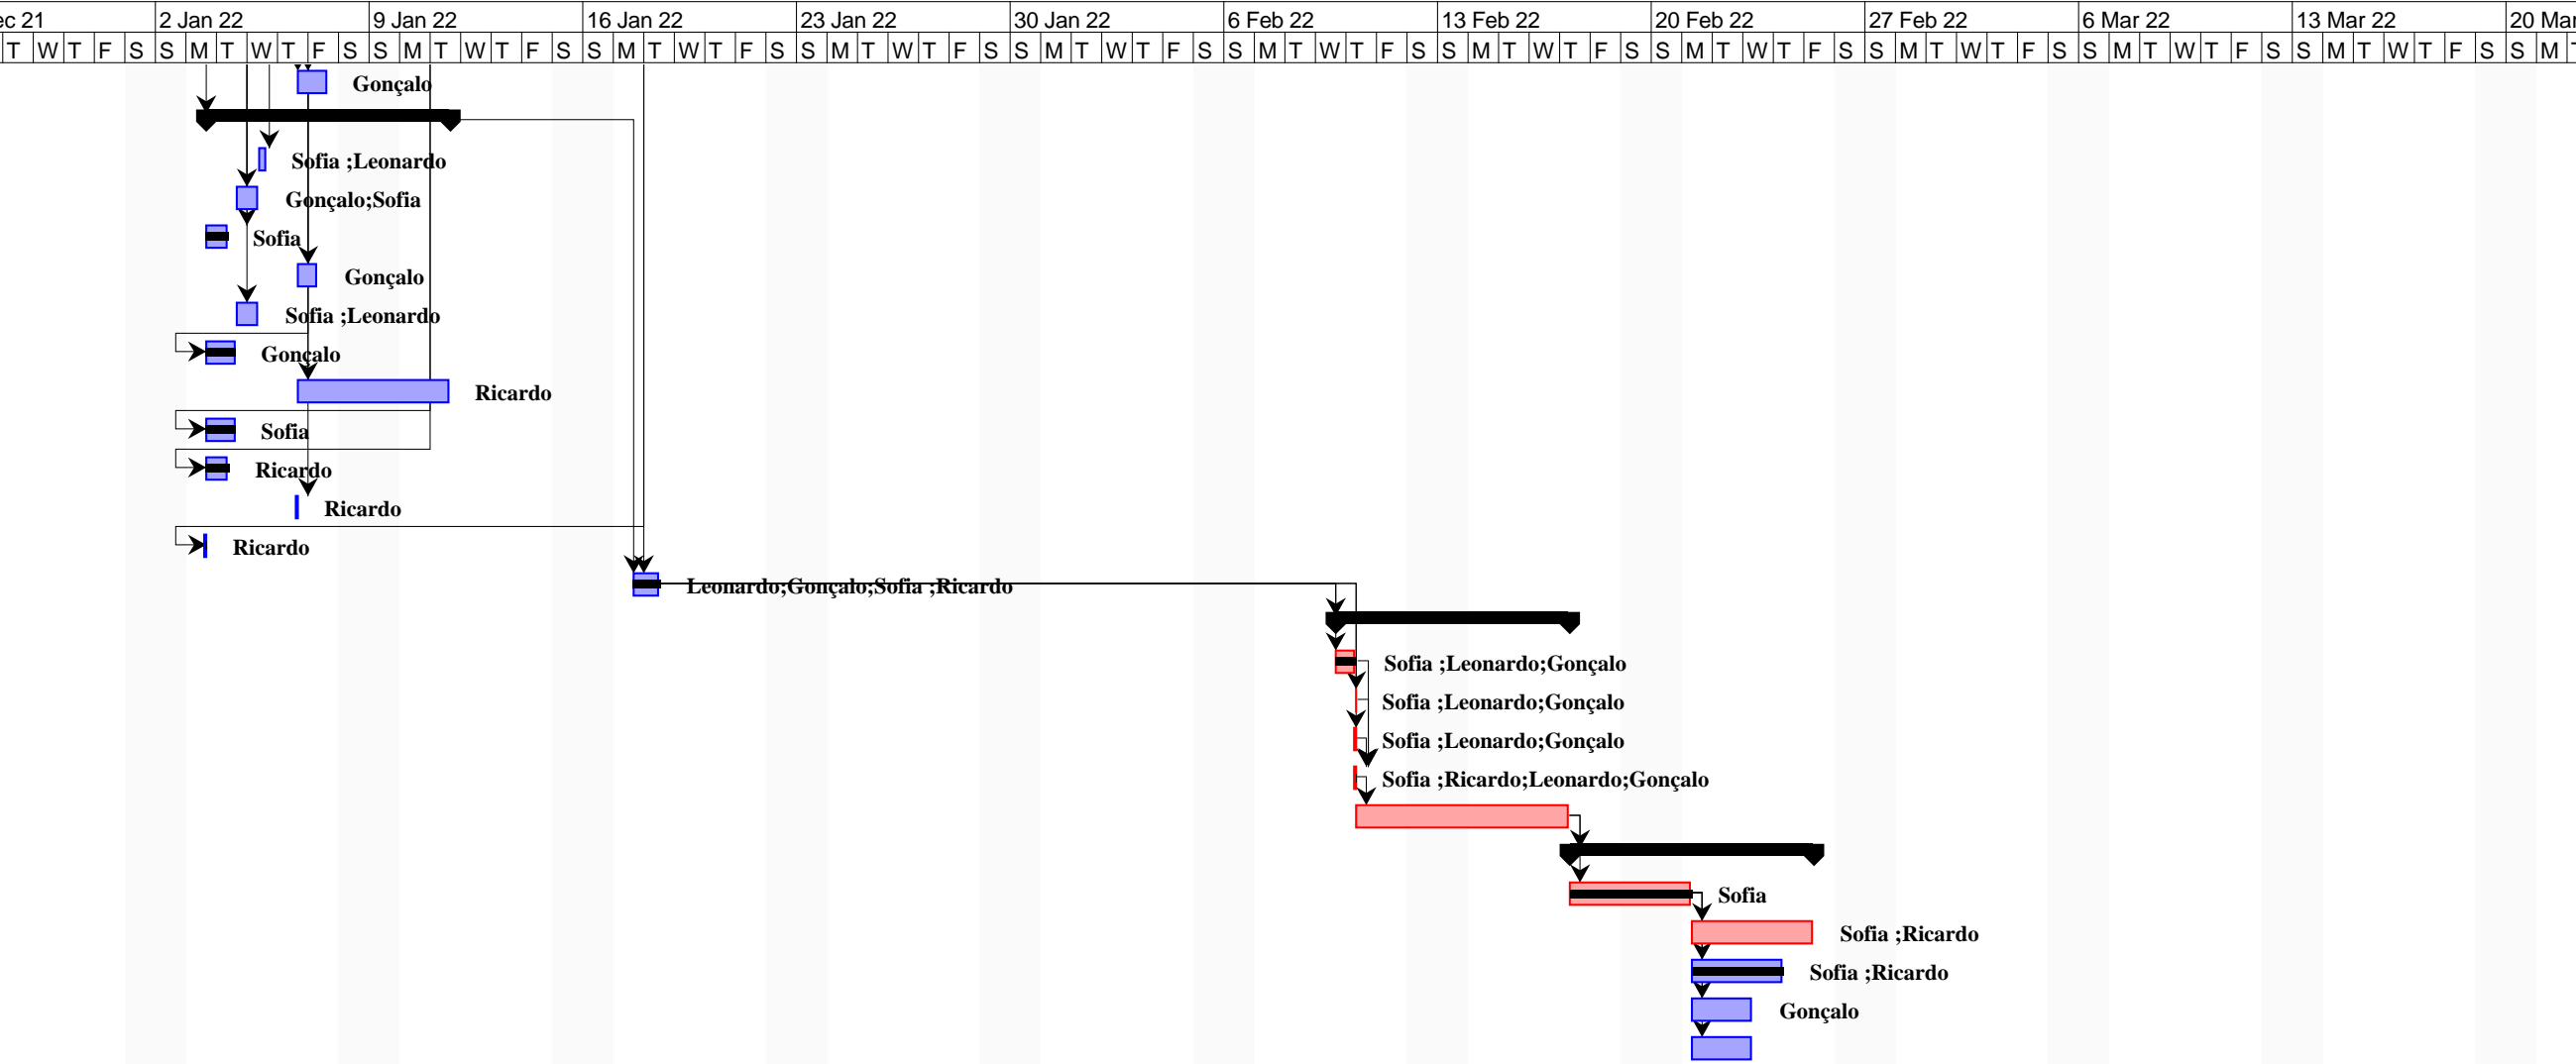 ec 21 2 Jan 22 9 Jan 22 16 Jan 22 23 Jan 22 30 Jan 22 6 Feb 22 13 Feb 22 20 Feb 22 27 Feb 22 6 Mar 22 13 Mar 22 20 Mar
T W T F S S M T W T F S S M T W T F S S M T W T F S S M T W T F S S M T W T F S S M T W T F S S M T W T F S S M T W T F S S M T W T F S S M T W T F S S M T W T F S S M
Gonçalo
Sofia ;Leonardo
Gonçalo;Sofia
Sofia
Gonçalo
Sofia ;Leonardo
Gonçalo
Ricardo
Sofia
Ricardo
Ricardo
Ricardo
Leonardo;Gonçalo;Sofia ;Ricardo
Sofia ;Leonardo;Gonçalo
Sofia ;Leonardo;Gonçalo
Sofia ;Leonardo;Gonçalo
Sofia ;Ricardo;Leonardo;Gonçalo
Sofia
Sofia ;Ricardo
Sofia ;Ricardo
Gonçalo